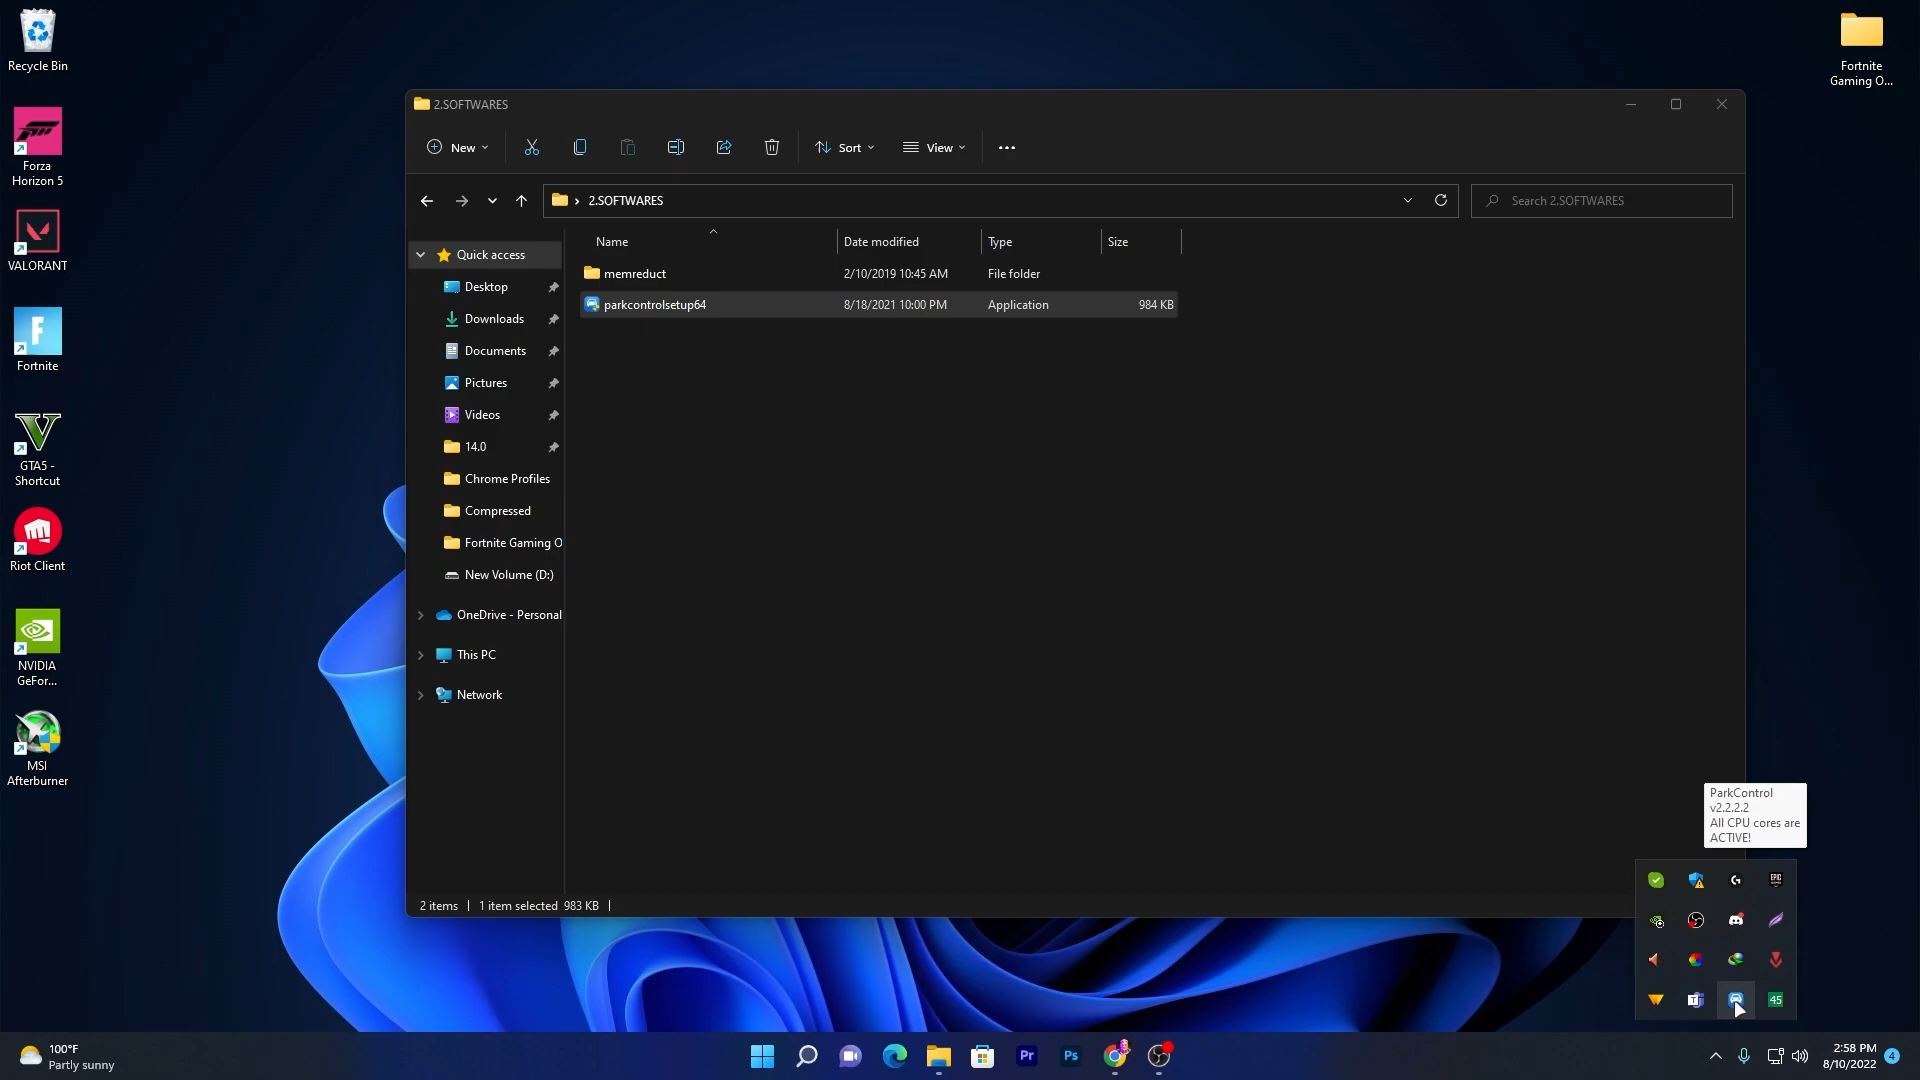 Recycle Bin
Forza
Horizon 5
VALORANT
Fortnite
GTA5 -
Shortcut
Riot Client
NVIDIA
GeFor...
MSI
Afterburner
Fortnite
Gaming O...
2.SOFTWARES
New
Sort
View
2.SOFTWARES
Search 2.SOFTWARES
Name
Date modified
Type
Size
memreduct
2/10/2019 10:45 AM
File folder
parkcontrolsetup64
8/18/2021 10:00 PM
Application
984 KB
Quick access
Desktop
Downloads
Documents
Pictures
Videos
14.0
Chrome Profiles
Compressed
Fortnite Gaming O
New Volume (D:)
OneDrive - Personal
This PC
Network
2 items
1 item selected 983 KB
ParkControl
v2.2.2.2
All CPU cores are
ACTIVE!
EPIC
45
100°F
Partly sunny
Pr
Ps
2:58 PM
8/10/2022
4